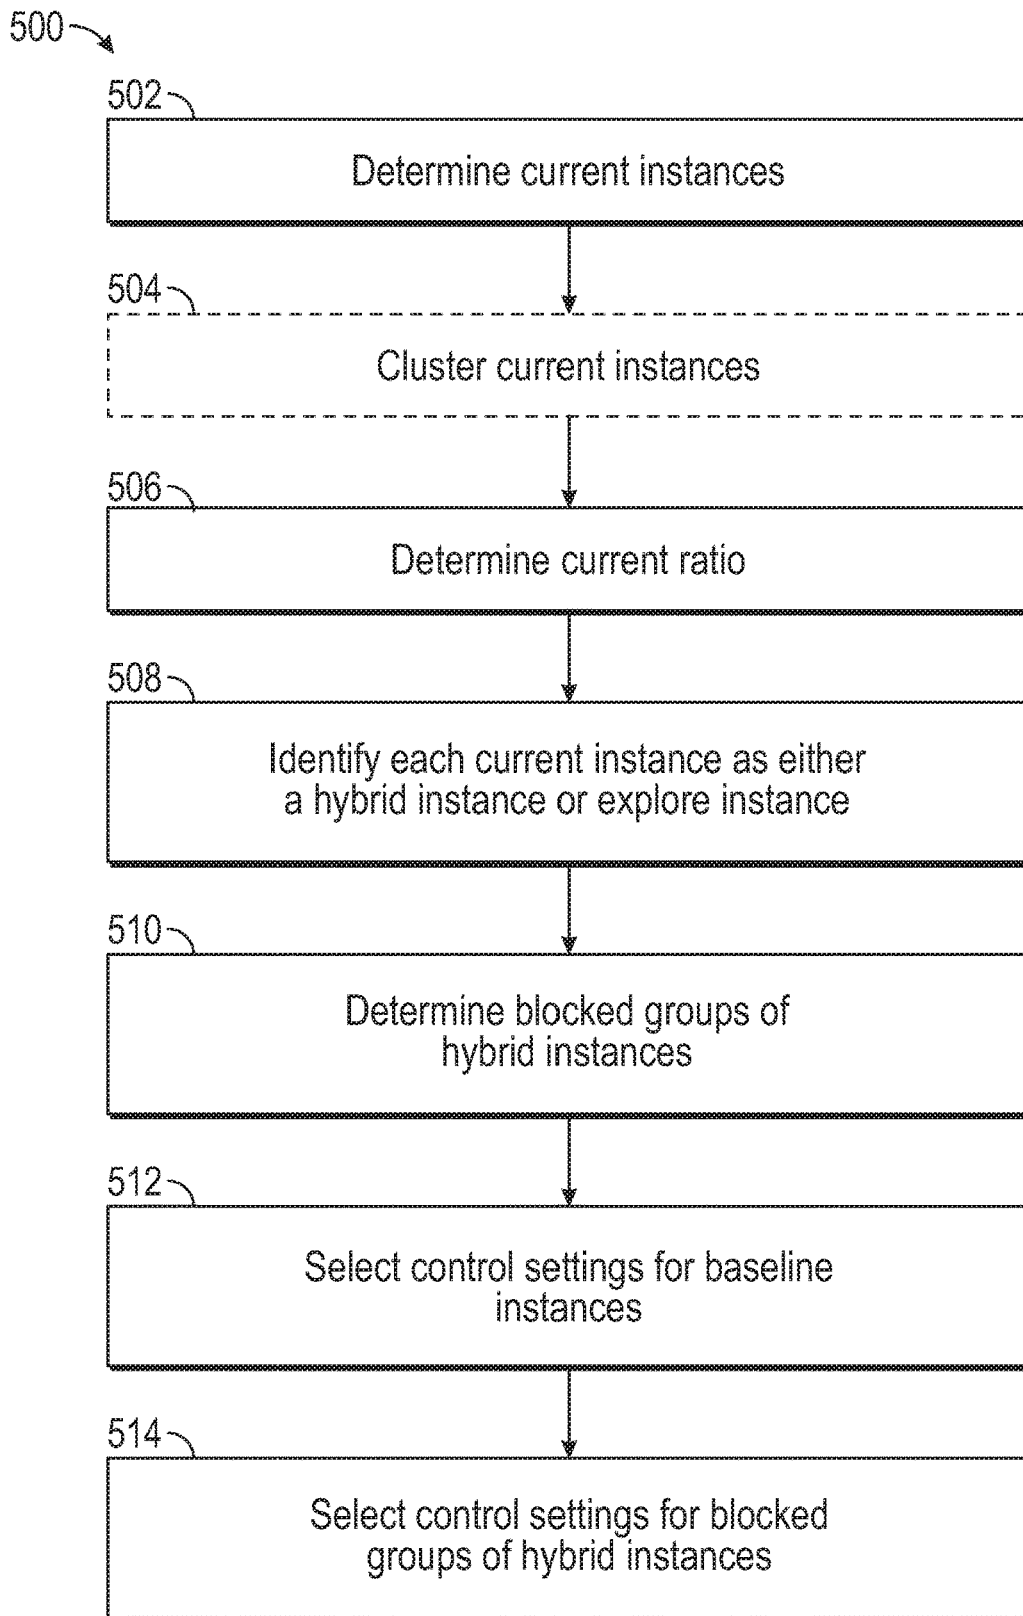 500
502
Determine current instances
504
Cluster current instances
506
Determine current ratio
508
Identify each current instance as either
a hybrid instance or explore instance
510
Determine blocked groups of
hybrid instances
512
Select control settings for baseline
instances
514
Select control settings for blocked
groups of hybrid instances